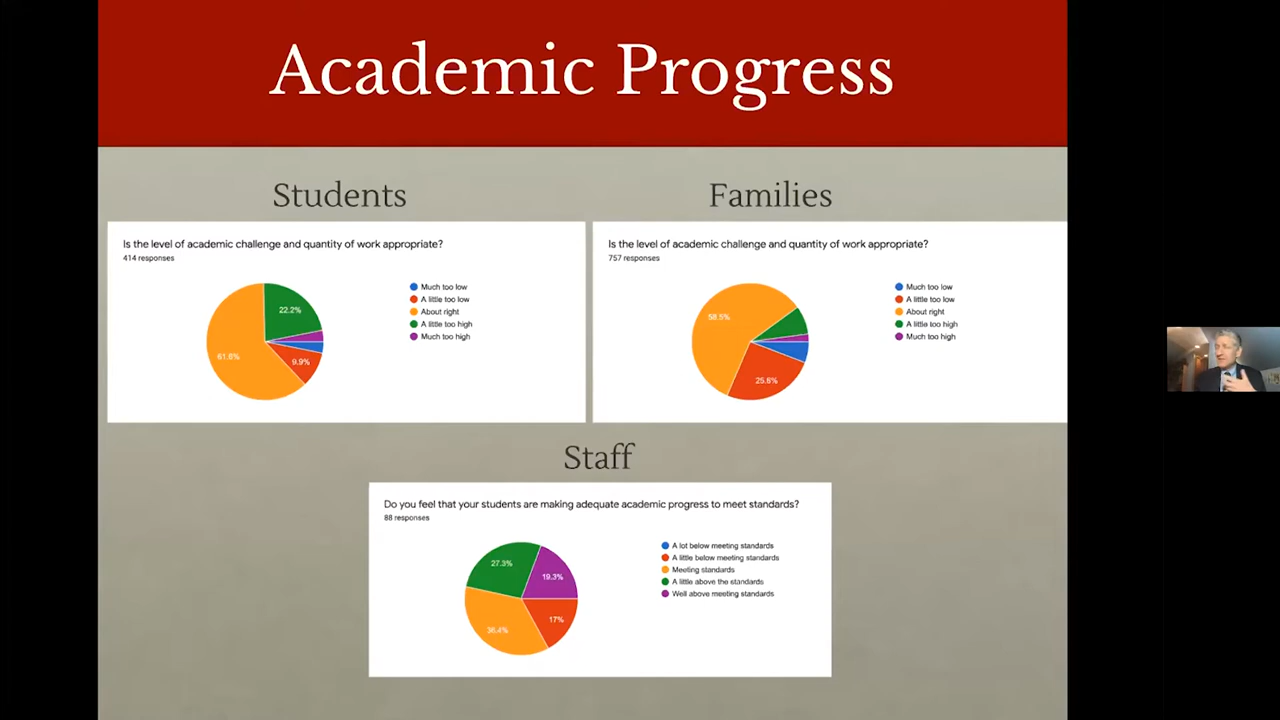 Academic Progress
Students
Families
Is the level of academic challenge and quantity of work appropriate?
414 responses
Much too low
A little too low
About right
A little too high
Much too high
22.2%
61.6%
9.9%
Is the level of academic challenge and quantity of work appropriate?
757 responses
Much too low
A little too low
About right
A little too high
Much too high
58.5%
25.8%
Staff
Do you feel that your students are making adequate academic progress to meet standards?
88 responses
A lot below meeting standards
A little below meeting standards
Meeting standards
A little above the standards
Well above meeting standards
27.3%
19.3%
17%
36.4%